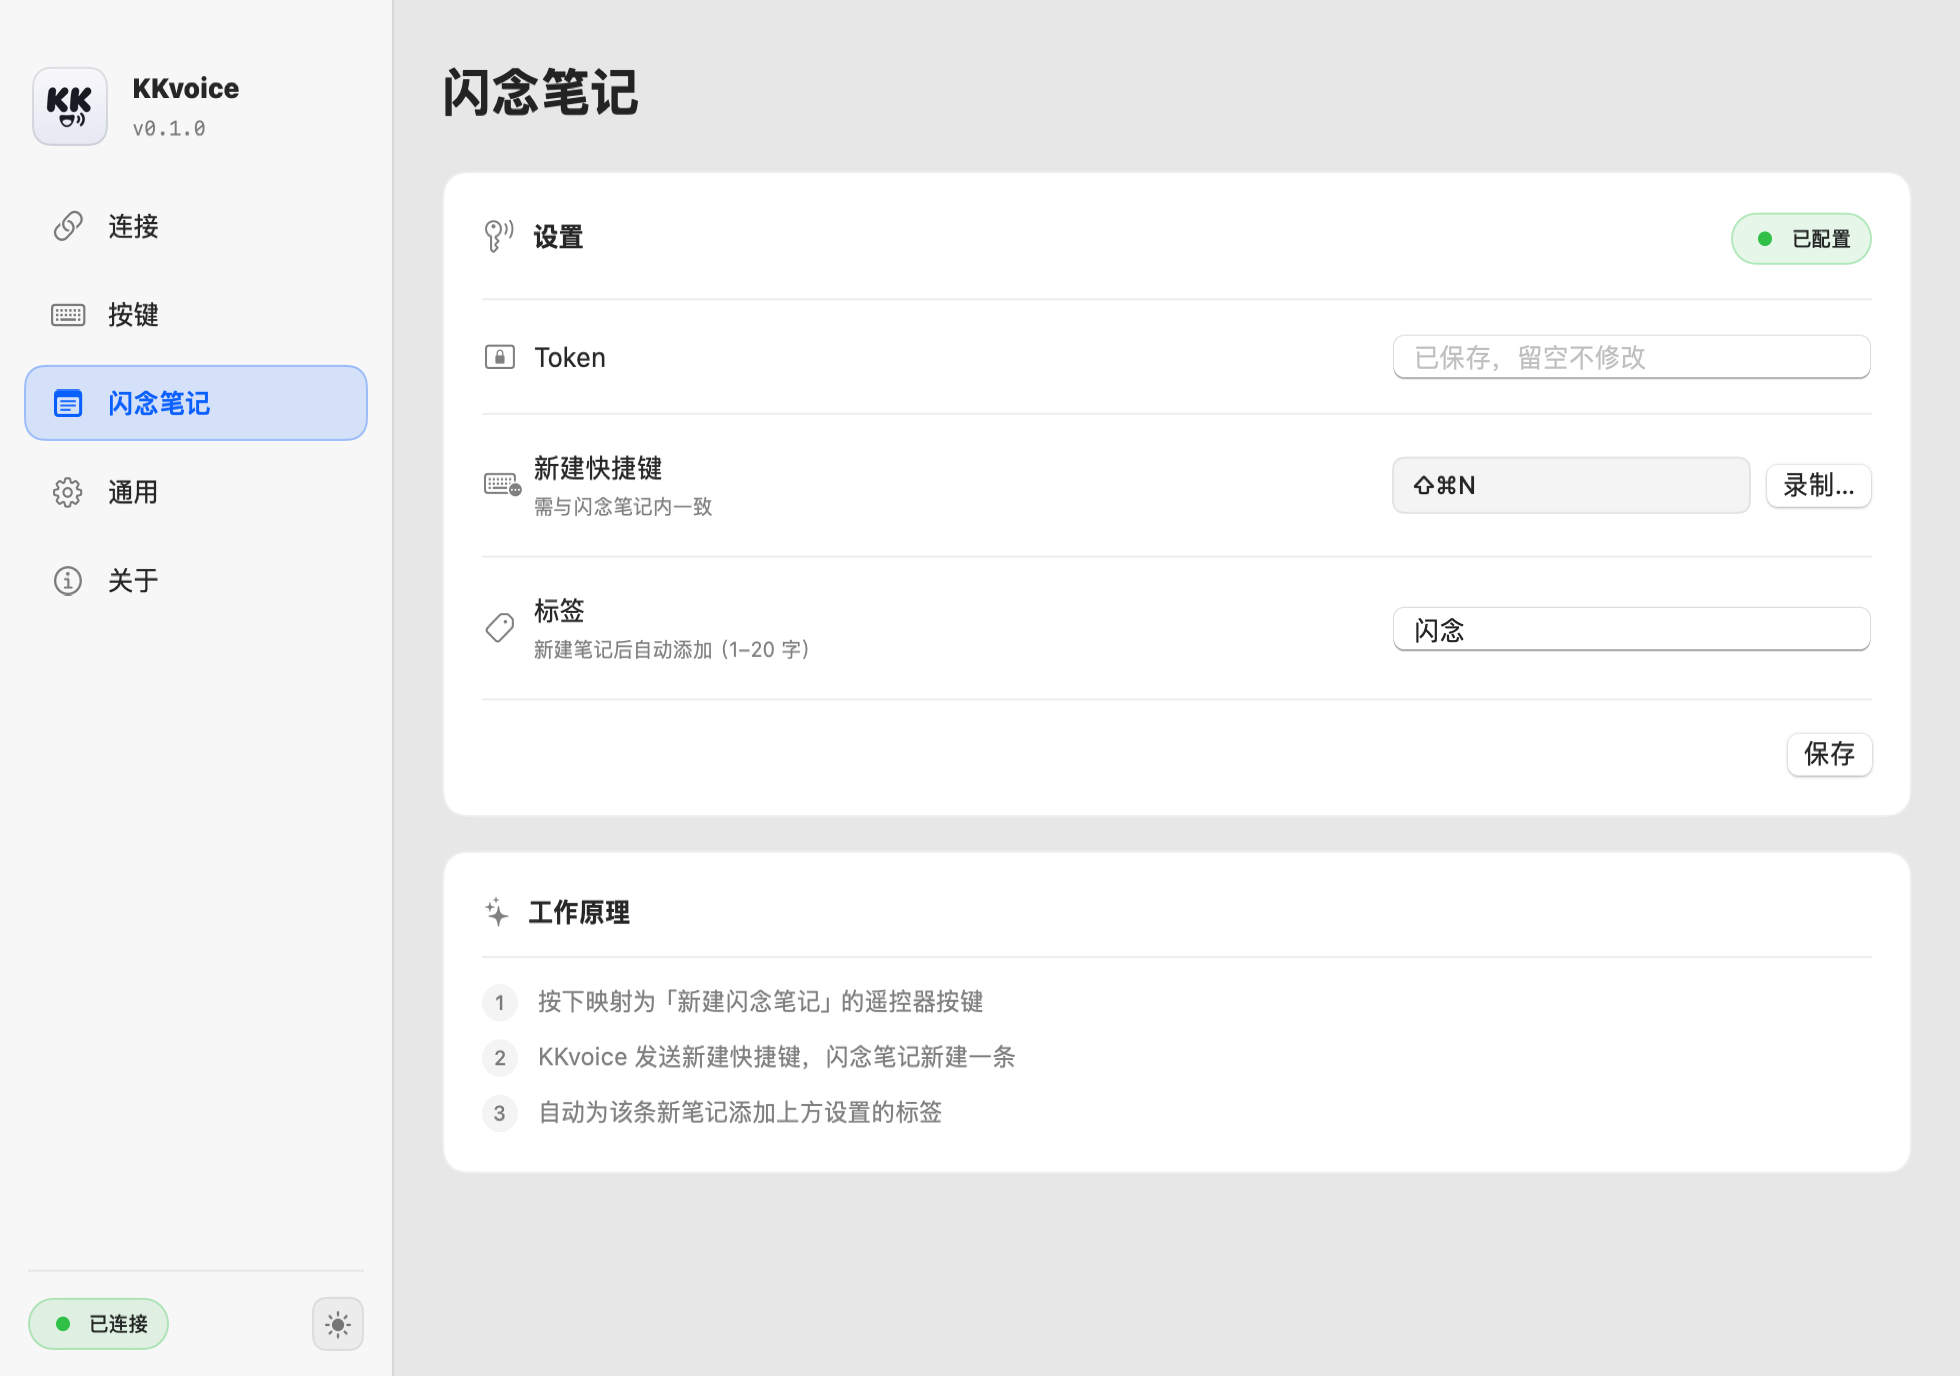 KK
KKvoice
v0.1.0
连接
按键
闪念笔记
通用
关于
已连接
闪念笔记
设置
已配置
Token
已保存，留空不修改
新建快捷键
需与闪念笔记内一致
⇧⌘N
录制...
标签
新建笔记后自动添加（1–20 字）
闪念
保存
工作原理
1 按下映射为「新建闪念笔记」的遥控器按键
2 KKvoice 发送新建快捷键，闪念笔记新建一条
3 自动为该条新笔记添加上方设置的标签